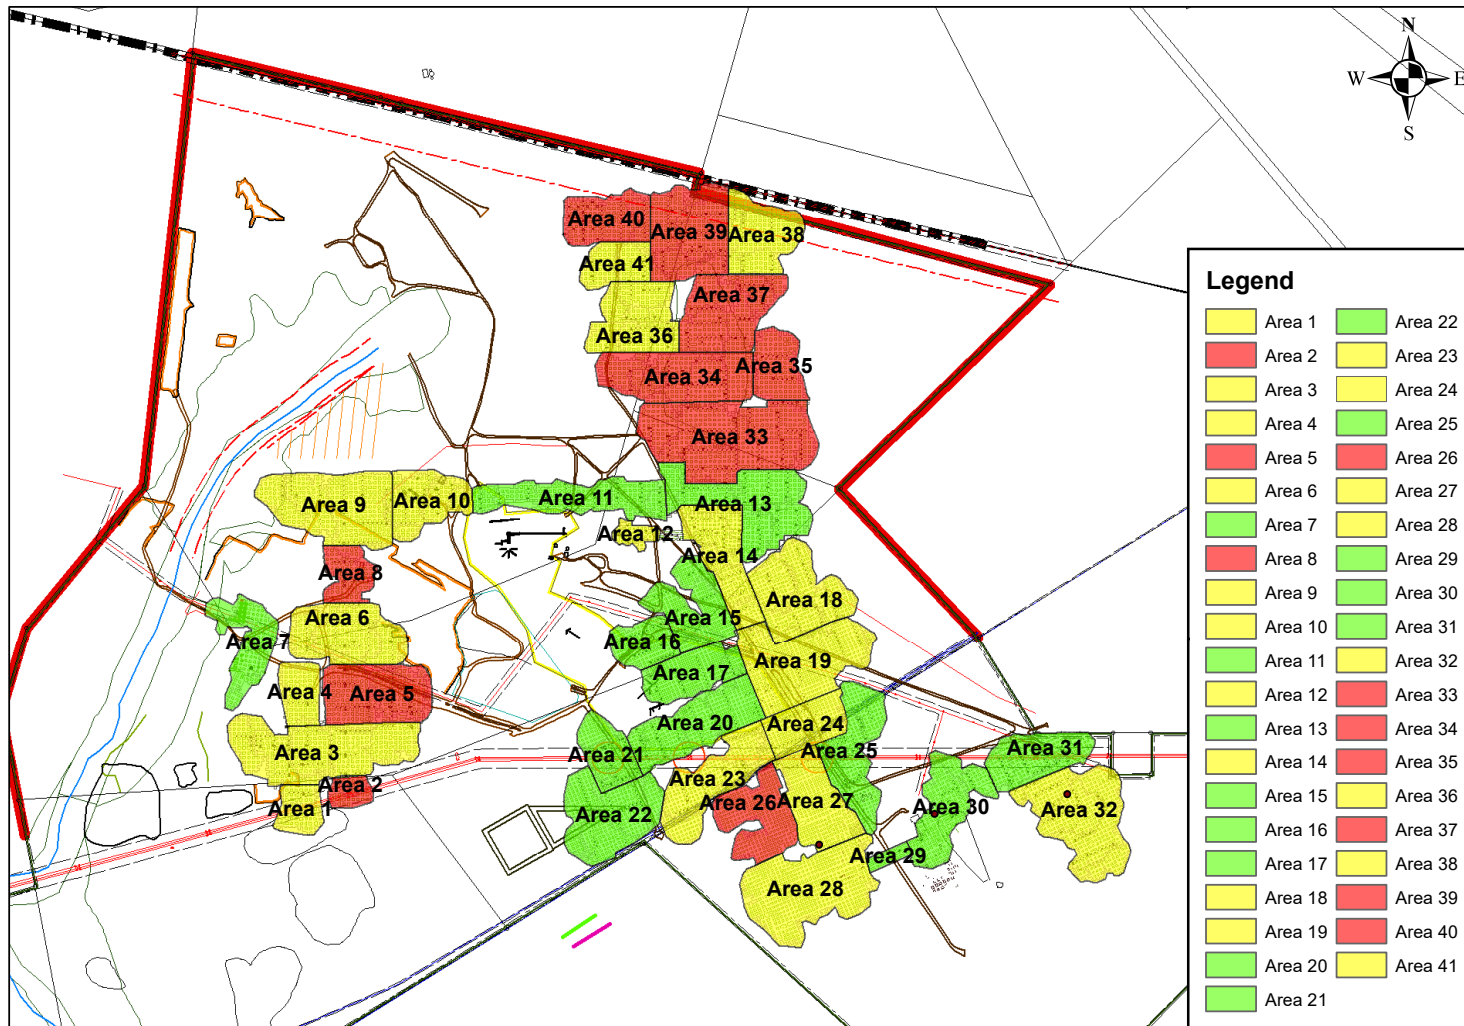 N
W E
S
Area 40
Area 39
Area 38
Area 41
Area 37
Area 36
Area 35
Area 34
Area 33
Area 9
Area 10
Area 11
Area 13
Area 12
Area 14
Area 8
Area 18
Area 6
Area 15
Area 7
Area 16
Area 19
Area 17
Area 4
Area 5
Area 20
Area 24
Area 3
Area 21
Area 25
Area 31
Area 23
Area 2
Area 1
Area 22
Area 26
Area 27
Area 30
Area 32
Area 29
Area 28
Legend
Area 1 Area 22
Area 2 Area 23
Area 3 Area 24
Area 4 Area 25
Area 5 Area 26
Area 6 Area 27
Area 7 Area 28
Area 8 Area 29
Area 9 Area 30
Area 10 Area 31
Area 11 Area 32
Area 12 Area 33
Area 13 Area 34
Area 14 Area 35
Area 15 Area 36
Area 16 Area 37
Area 17 Area 38
Area 18 Area 39
Area 19 Area 40
Area 20 Area 41
Area 21